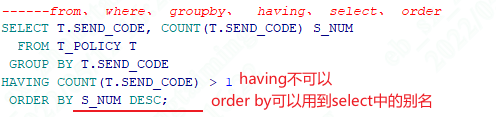 ------from、 where、 groupby、 having、 select、 order
SELECT T.SEND_CODE, COUNT(T.SEND_CODE) S_NUM
FROM T_POLICY T
GROUP BY T.SEND_CODE
HAVING COUNT(T.SEND_CODE) > 1 having不可以
ORDER BY S_NUM DESC; order by可以用到select中的别名